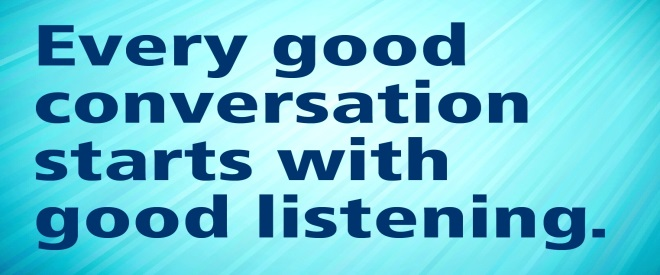 Every good
conversation
starts with
good listening.